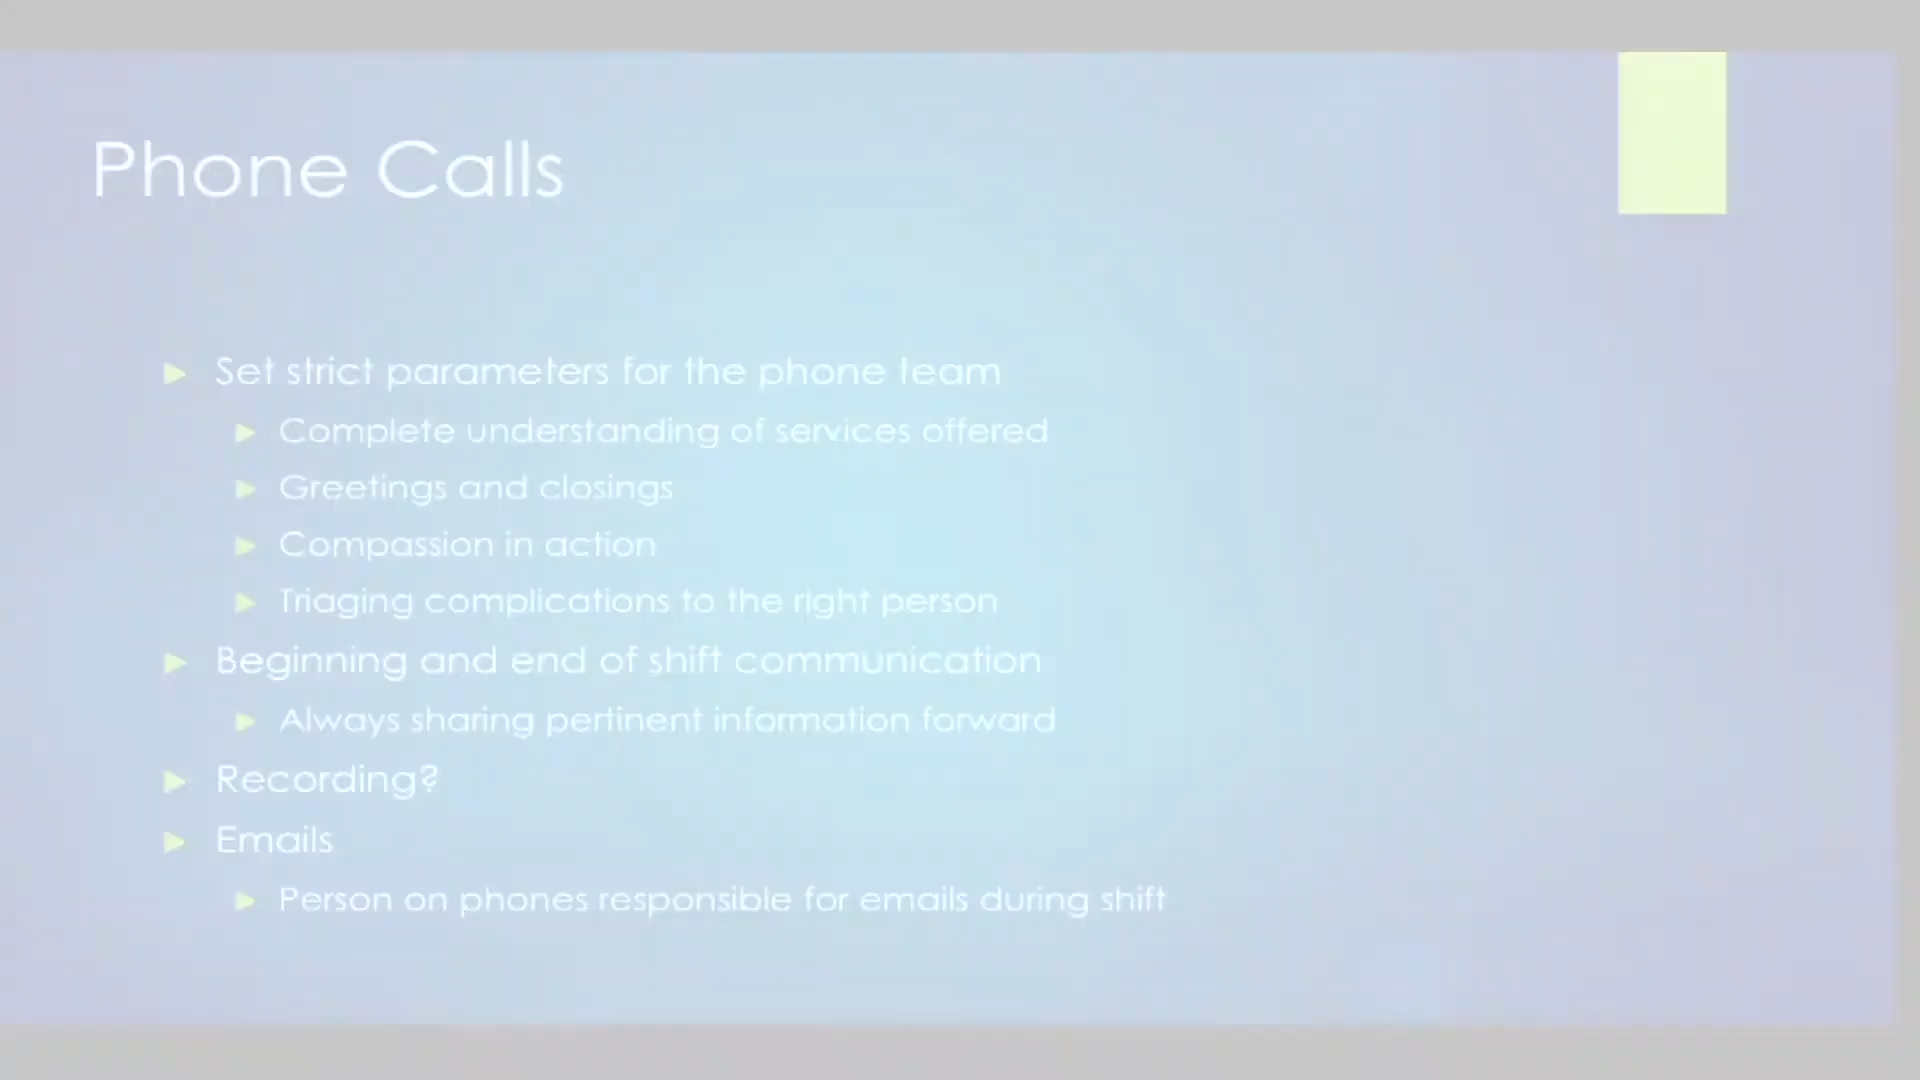 Phone Calls
Set strict parameters for the phone team
Complete understanding of services offered
Greetings and closings
Compassion in action
Triaging complications to the right person
Beginning and end of shift communication
Always sharing pertinent information forward
Recording?
Emails
Person on phones responsible for emails during shift